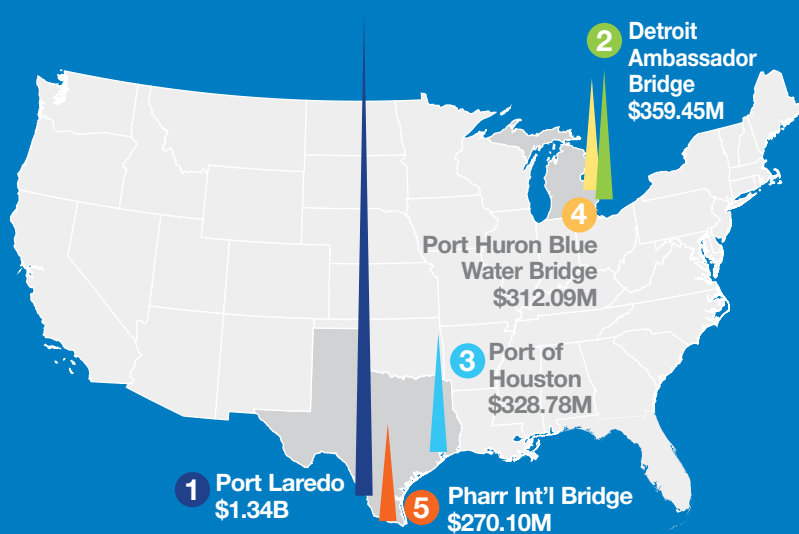 2 Detroit
Ambassador
Bridge
$359.45M
4
Port Huron Blue
Water Bridge
$312.09M
3 Port of
Houston
$328.78M
1 Port Laredo
$1.34B
5 Pharr Int'l Bridge
$270.10M